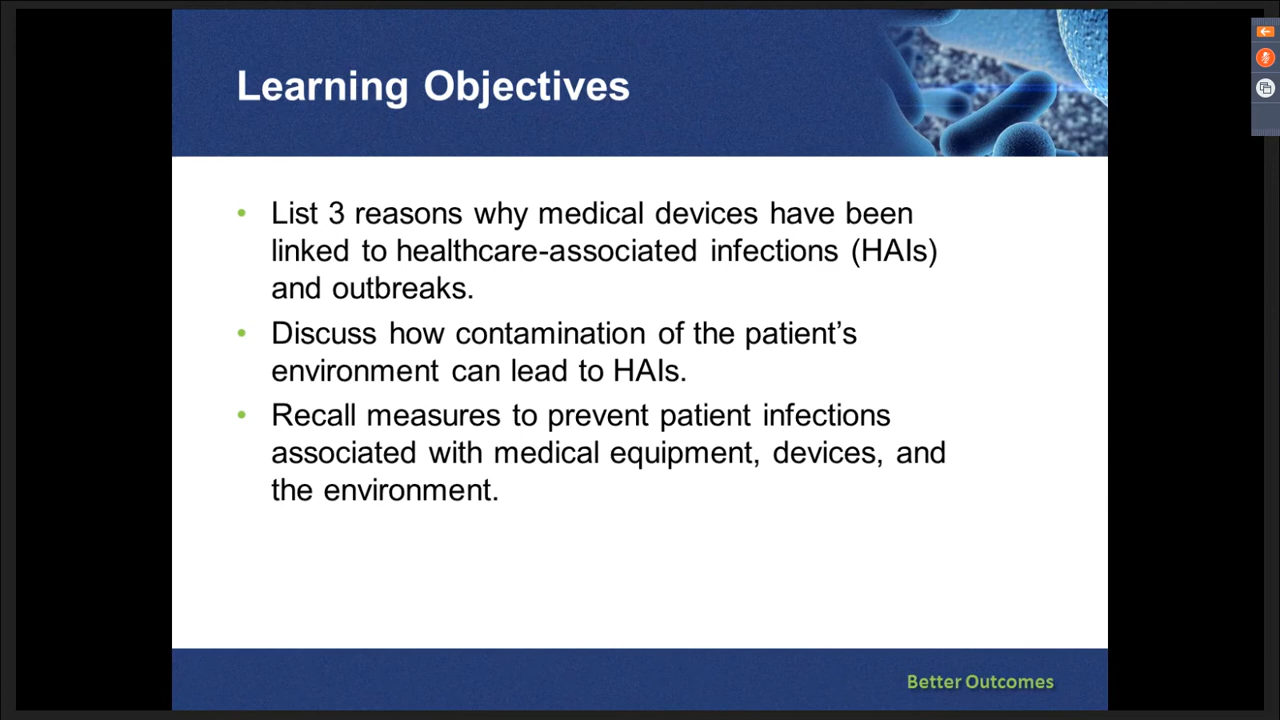 Learning Objectives
• List 3 reasons why medical devices have been
linked to healthcare-associated infections (HAIs)
and outbreaks.
• Discuss how contamination of the patient’s
environment can lead to HAIs.
• Recall measures to prevent patient infections
associated with medical equipment, devices, and
the environment.
Better Outcomes